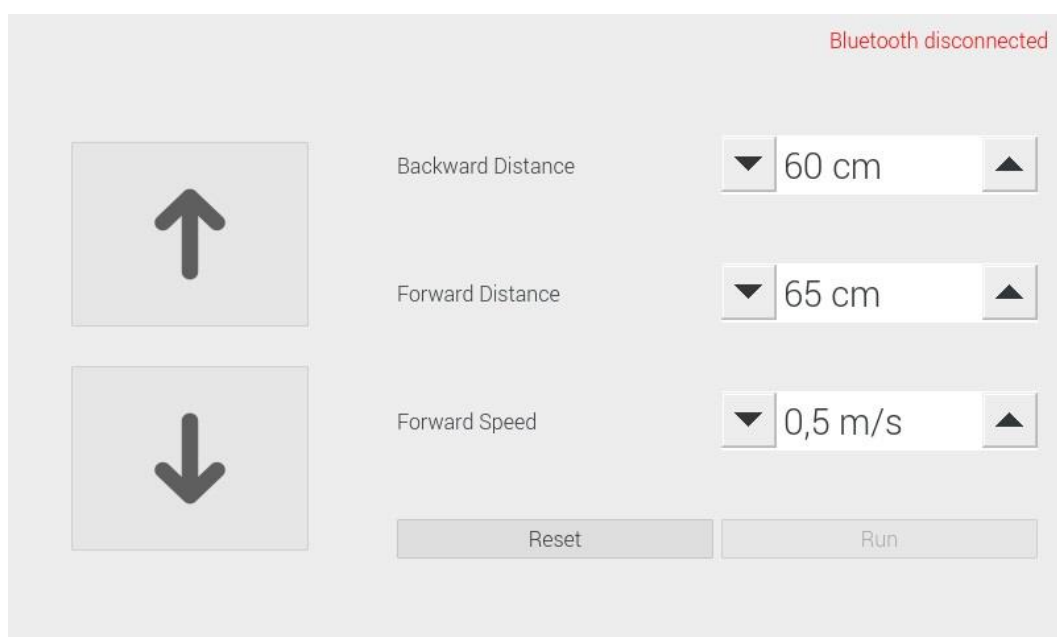 Bluetooth disconnected
Backward Distance 60 cm
Forward Distance 65 cm
Forward Speed 0,5 m/s
Reset Run